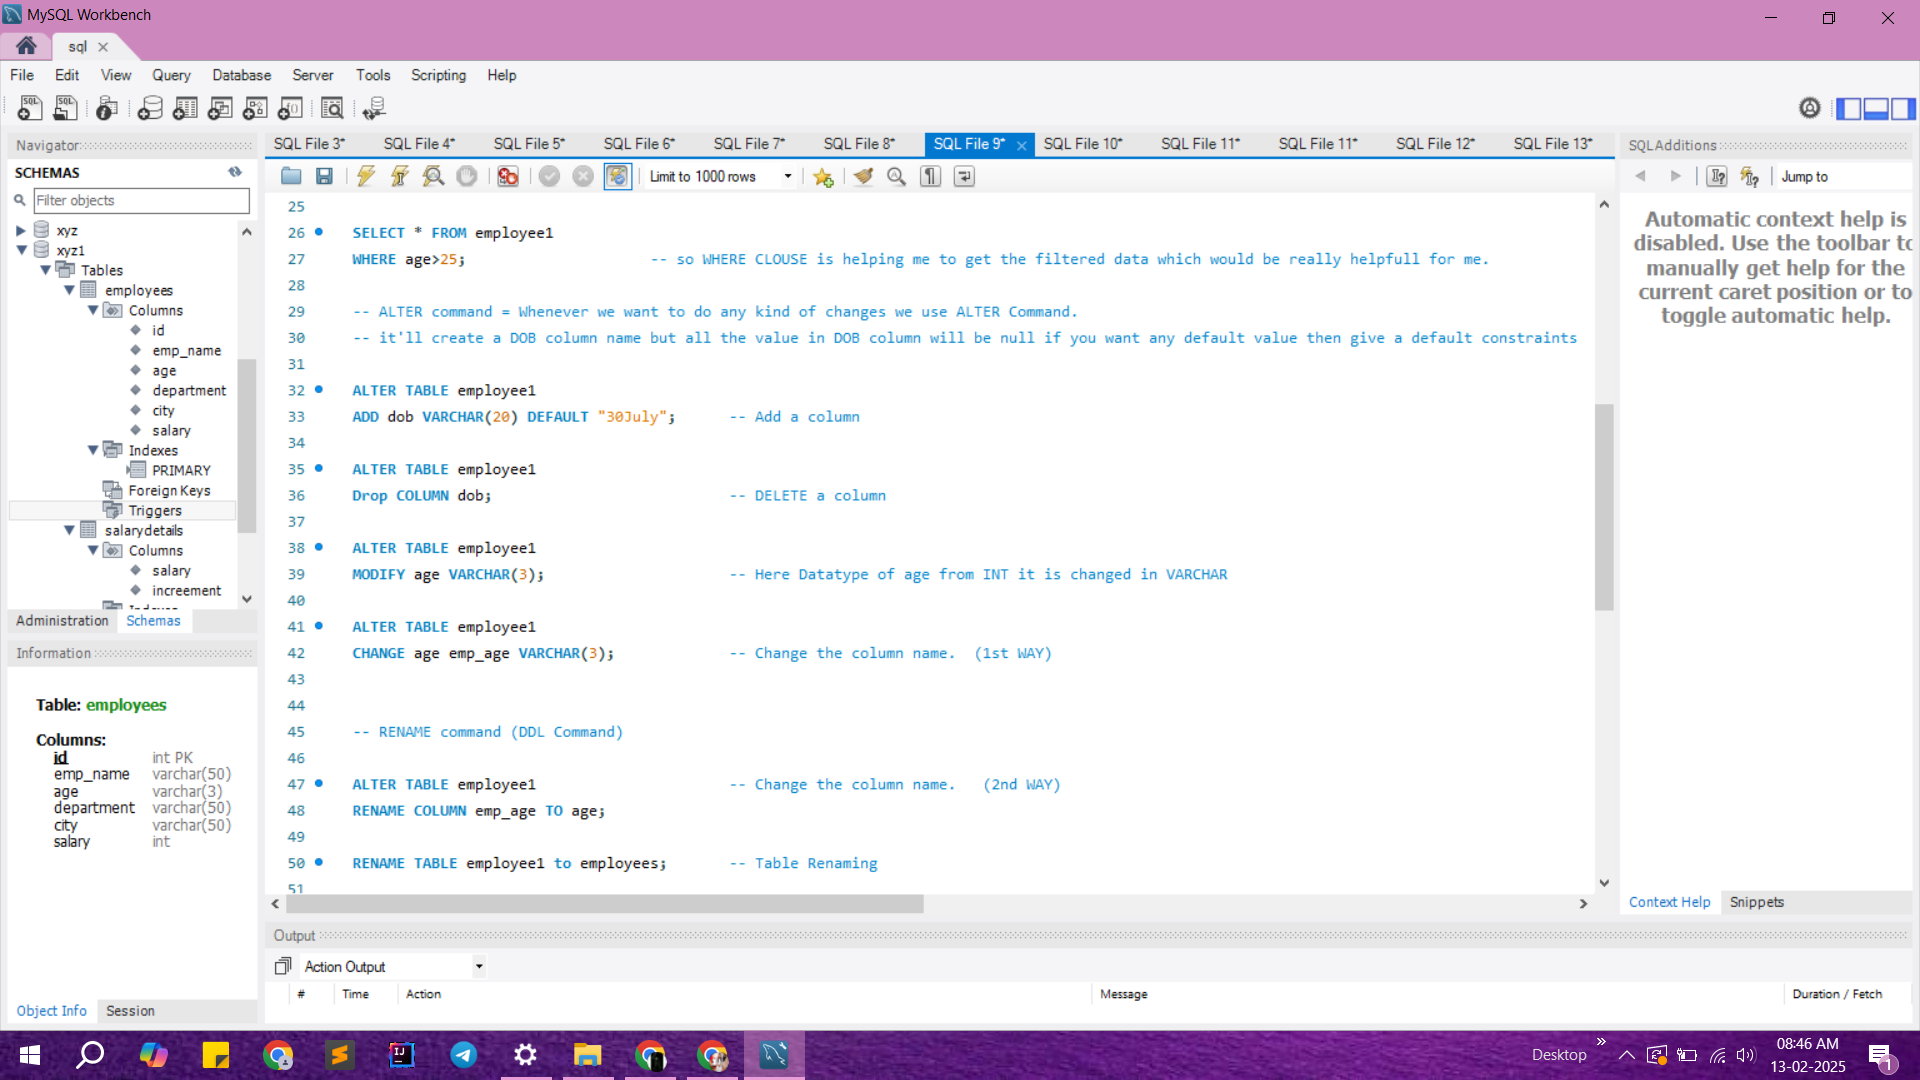 MySQL Workbench
sql
File Edit View Query Database Server Tools Scripting Help
Navigator
SCHEMAS
Filter objects
xyz
xyz1
Tables
employees
Columns
id
emp_name
age
department
city
salary
Indexes
PRIMARY
Foreign Keys
Triggers
salarydetails
Columns
salary
increement
Administration Schemas
Information
Table: employees
Columns:
id int PK
emp_name varchar(50)
age varchar(3)
department varchar(50)
city varchar(50)
salary int
Object Info Session
SQL File 3* SQL File 4* SQL File 5* SQL File 6* SQL File 7* SQL File 8* SQL File 9* SQL File 10* SQL File 11* SQL File 11* SQL File 12* SQL File 13*
Limit to 1000 rows
25
26 SELECT * FROM employee1
27 WHERE age>25; -- so WHERE CLOUSE is helping me to get the filtered data which would be really helpfull for me.
28
29 -- ALTER command = Whenever we want to do any kind of changes we use ALTER Command.
30 -- it'll create a DOB column name but all the value in DOB column will be null if you want any default value then give a default constraints
31
32 ALTER TABLE employee1
33 ADD dob VARCHAR(20) DEFAULT "30July"; -- Add a column
34
35 ALTER TABLE employee1
36 Drop COLUMN dob; -- DELETE a column
37
38 ALTER TABLE employee1
39 MODIFY age VARCHAR(3); -- Here Datatype of age from INT it is changed in VARCHAR
40
41 ALTER TABLE employee1
42 CHANGE age emp_age VARCHAR(3); -- Change the column name. (1st WAY)
43
44
45 -- RENAME command (DDL Command)
46
47 ALTER TABLE employee1 -- Change the column name. (2nd WAY)
48 RENAME COLUMN emp_age TO age;
49
50 RENAME TABLE employee1 to employees; -- Table Renaming
51
SQLAdditions
Jump to
Automatic context help is
disabled. Use the toolbar to
manually get help for the
current caret position or to
toggle automatic help.
Context Help Snippets
Output
Action Output
# Time Action Message Duration / Fetch
Desktop
08:46 AM
13-02-2025
1